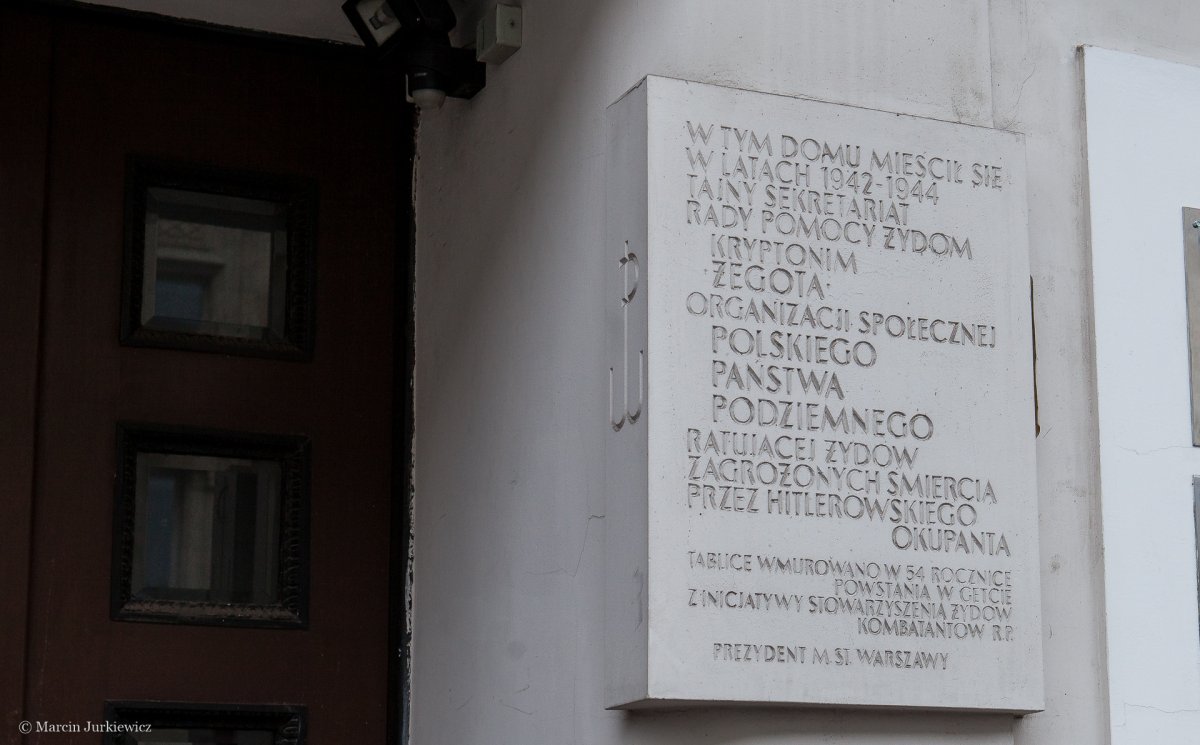 W TYM DOMU MIEŚCIŁ SIĘ
W LATACH 1942-1944
TAJNY SEKRETARIAT
RADY POMOCY ŻYDOM
KRYPTONIM
„ŻEGOTA”
ORGANIZACJI SPOŁECZNEJ
POLSKIEGO
PAŃSTWA
PODZIEMNEGO
RATUJĄCEJ ŻYDÓW
ZAGROŻONYCH ŚMIERCIĄ
PRZEZ HITLEROWSKIEGO
OKUPANTA
TABLICĘ WMUROWANO W 54 ROCZNICĘ
POWSTANIA W GETCIE
Z INICJATYWY STOWARZYSZENIA ŻYDÓW
KOMBATANTÓW R.P.
PREZYDENT M. ST. WARSZAWY
© Marcin Jurkiewicz